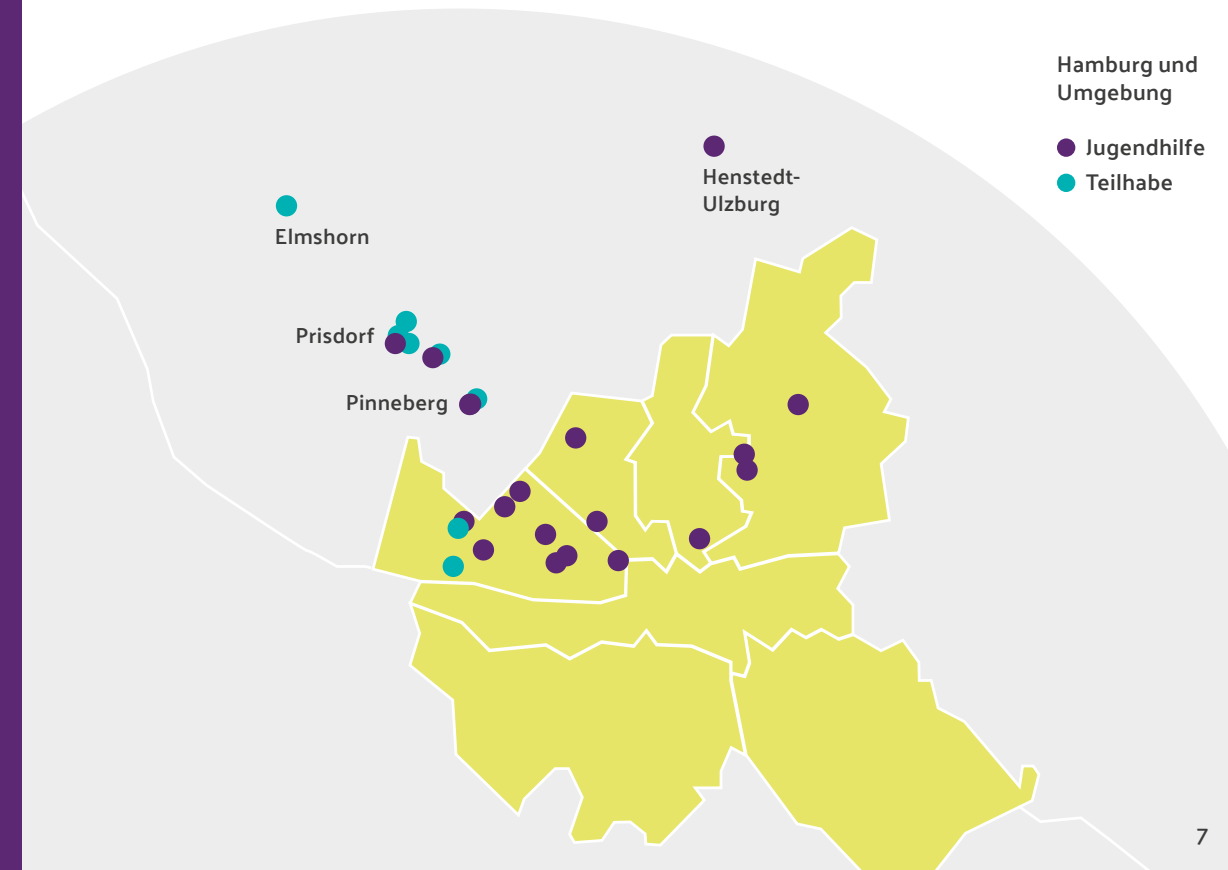 Hamburg und
Umgebung
Jugendhilfe
Teilhabe
Henstedt-
Ulzburg
Elmshorn
Prisdorf
Pinneberg
7